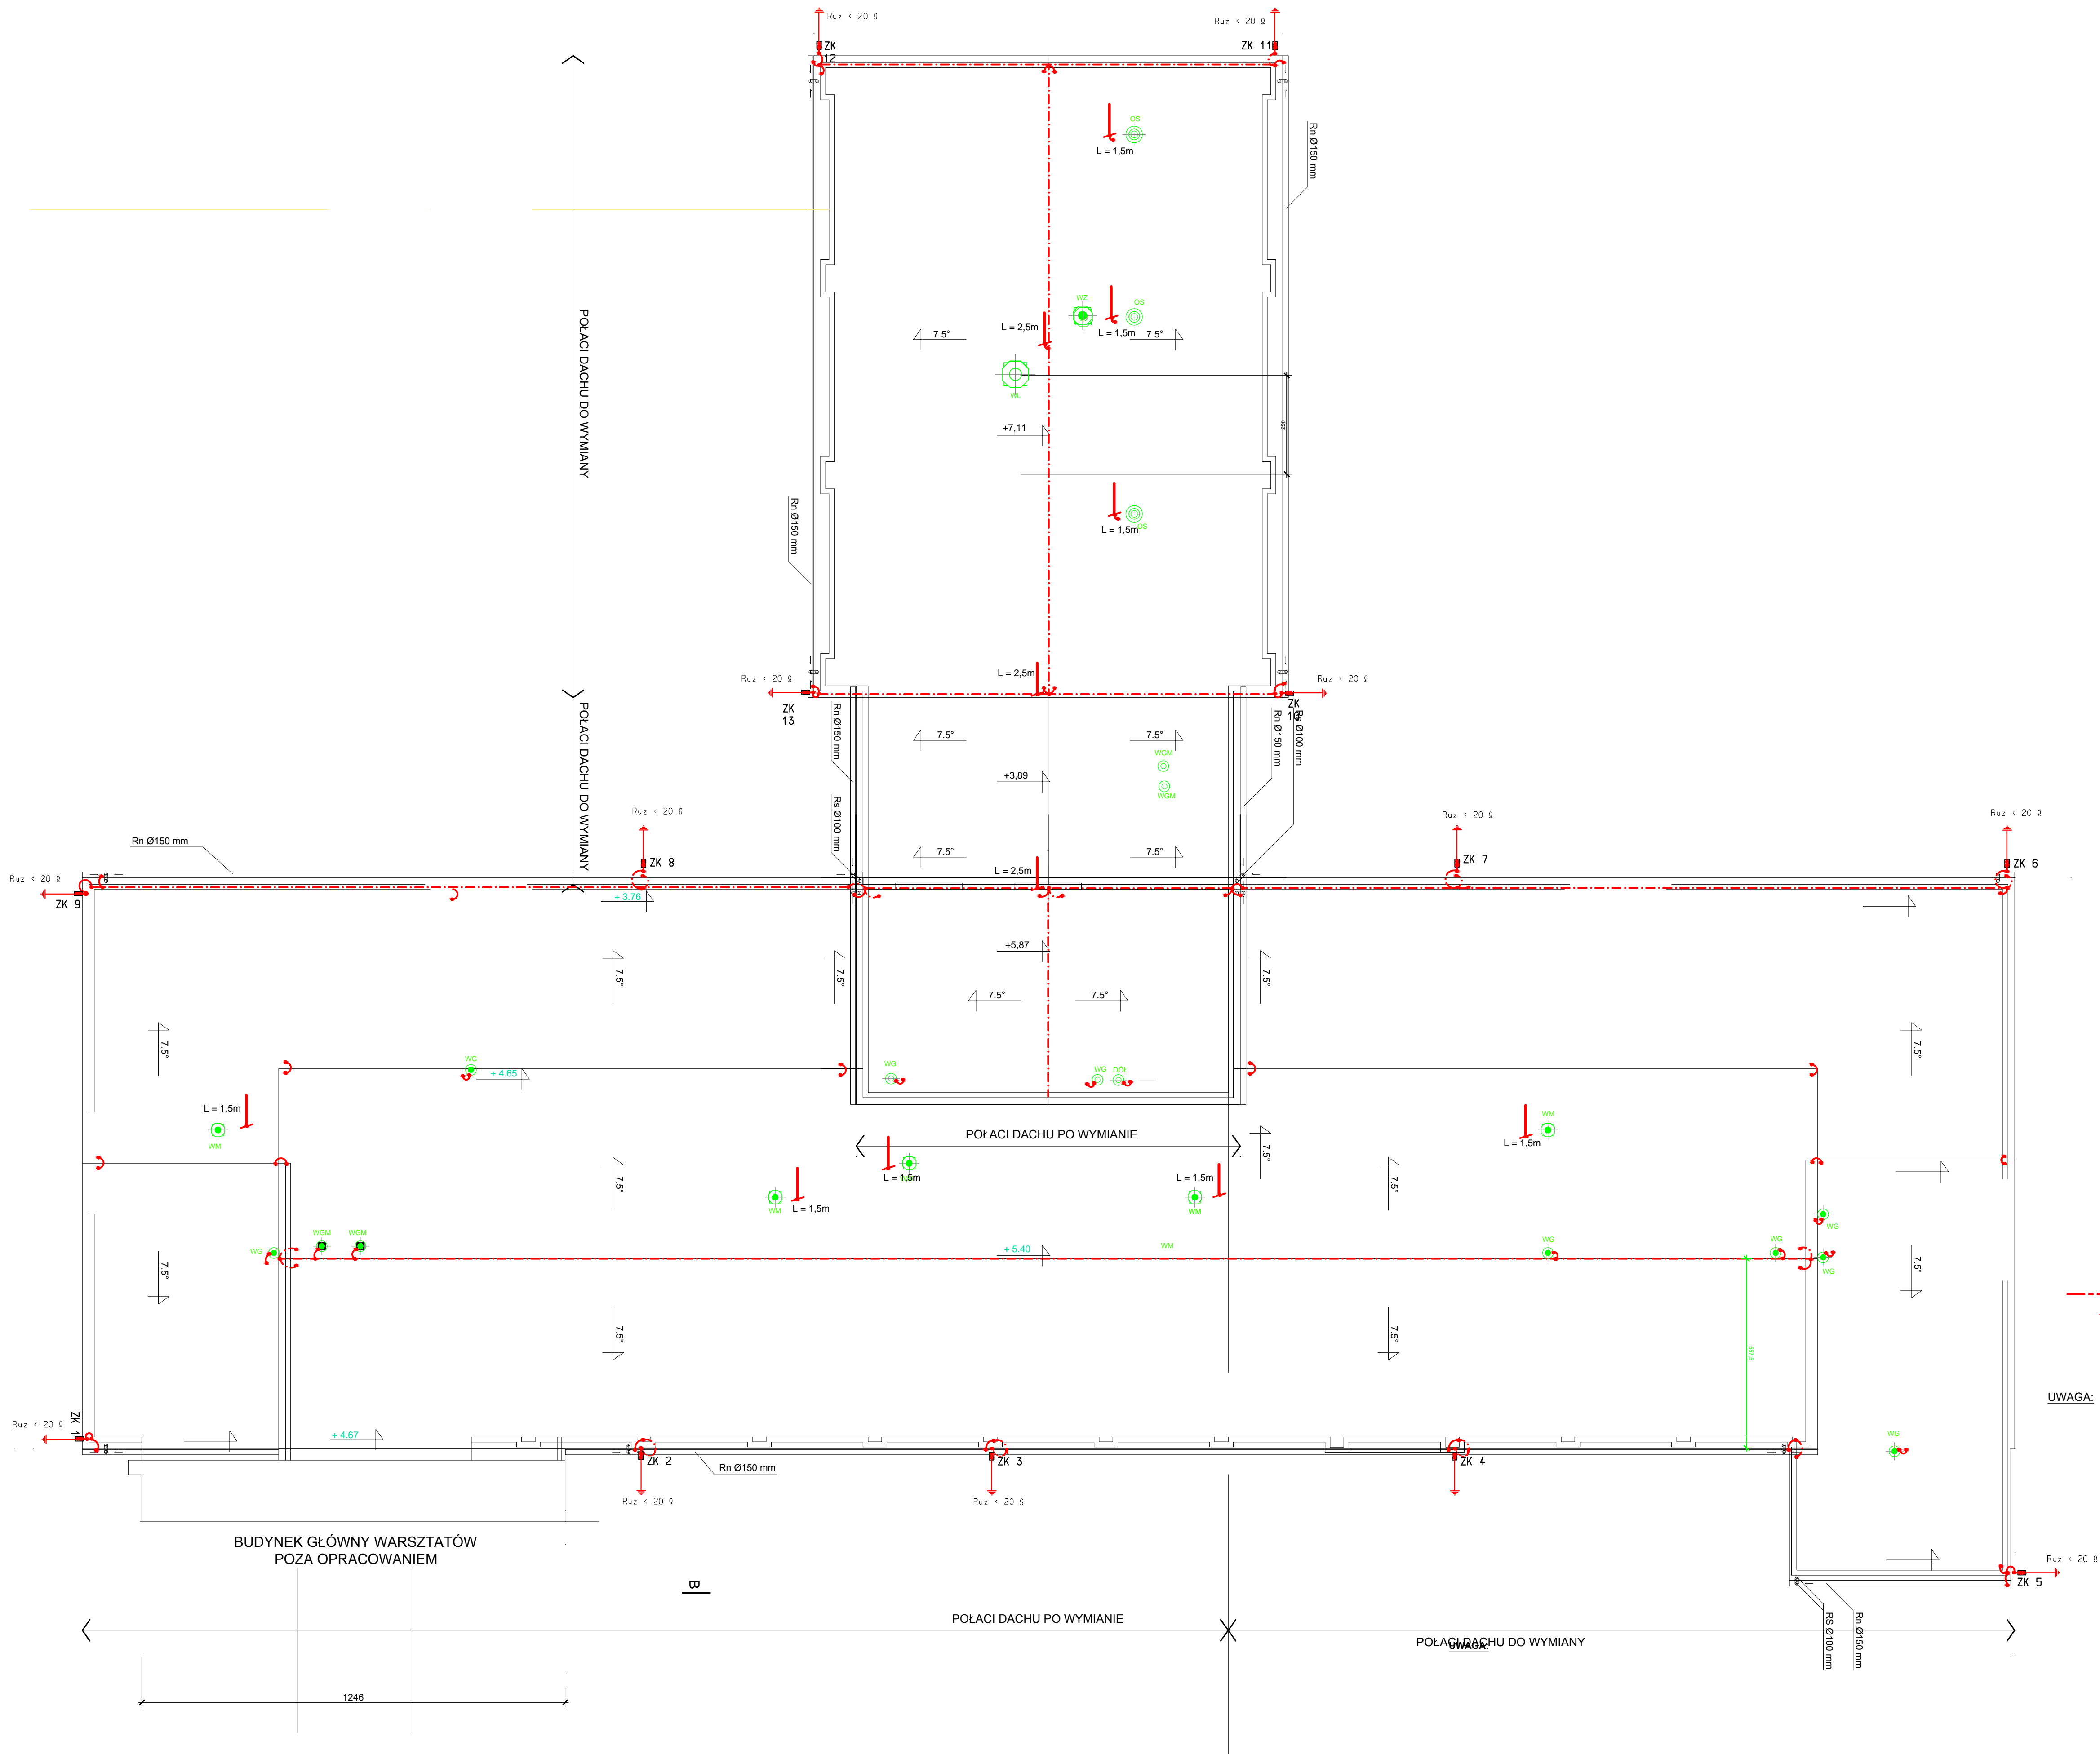 Ruz < 20 Ω
Ruz < 20 Ω
ZK
12
ZK 11
OS
L = 1,5m
Rn Ø150 mm
WZ
OS
L = 2,5m
L = 1,5m
7.5°
7.5°
POŁACI DACHU DO WYMIANY
WL
+7,11
Rn Ø150 mm
L = 1,5m
OS
L = 2,5m
Ruz < 20 Ω
Ruz < 20 Ω
ZK
13
ZK
10
POŁACI DACHU DO WYMIANY
Rn Ø150 mm
Rn Ø150 mm
Rs Ø100 mm
7.5°
7.5°
WGM
+3,89
WGM
Rs Ø100 mm
Ruz < 20 Ω
Ruz < 20 Ω
Ruz < 20 Ω
Rn Ø150 mm
7.5°
7.5°
ZK 8
ZK 7
ZK 6
L = 2,5m
Ruz < 20 Ω
ZK 9
+ 3.76
+5,87
7.5°
7.5°
7.5°
7.5°
7.5°
7.5°
7.5°
WG
+ 4.65
WG
WG
DÓŁ
L = 1,5m
WM
WM
L = 1,5m
POŁACI DACHU PO WYMIANIE
7.5°
7.5°
7.5°
L = 1,5m
L = 1,5m
WM
L = 1,5m
WM
WG
WGM
WGM
WG
+ 5.40
WM
WG
WG
WG
7.5°
7.5°
7.5°
7.5°
557,5
UWAGA:
Ruz < 20 Ω
ZK 1
+ 4.67
WG
ZK 2
Rn Ø150 mm
ZK 3
ZK 4
Ruz < 20 Ω
Ruz < 20 Ω
BUDYNEK GŁÓWNY WARSZTATÓW
POZA OPRACOWANIEM
Ruz < 20 Ω
ZK 5
B
POŁACI DACHU PO WYMIANIE
POŁACI DACHU DO WYMIANY
UWAGA:
RS Ø100 mm
Rn Ø150 mm
1246